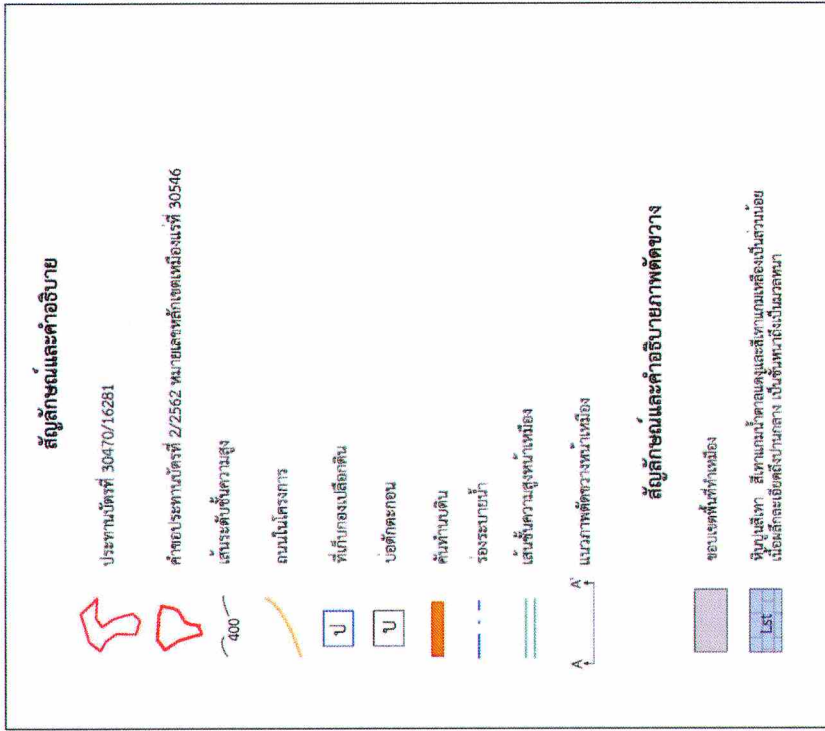 สัญลักษณ์และคำอธิบาย
ประทานบัตรที่ 30470/16281
คำขอประทานบัตรที่ 2/2562 หมายเลขหลักเขตเหมืองแร่ที่ 30546
400 เส้นระดับชั้นความสูง
ถนนในโครงการ
ป ที่เก็บกองเปลือกดิน
บ บ่อดักตะกอน
คันทำนบดิน
ร่องระบายน้ำ
เส้นชั้นความสูงหน้าเหมือง
A A' แนวภาพตัดขวางหน้าเหมือง
สัญลักษณ์และคำอธิบายภาพตัดขวาง
ขอบเขตพื้นที่ทำเหมือง
Lst หินปูนสีเทา สีเทาแกมน้ำตาลแดงและสีเทาแกมเหลืองเป็นส่วนน้อย
เนื้อผลึกละเอียดถึงปานกลาง เป็นชั้นหนาถึงเป็นมวลหนา